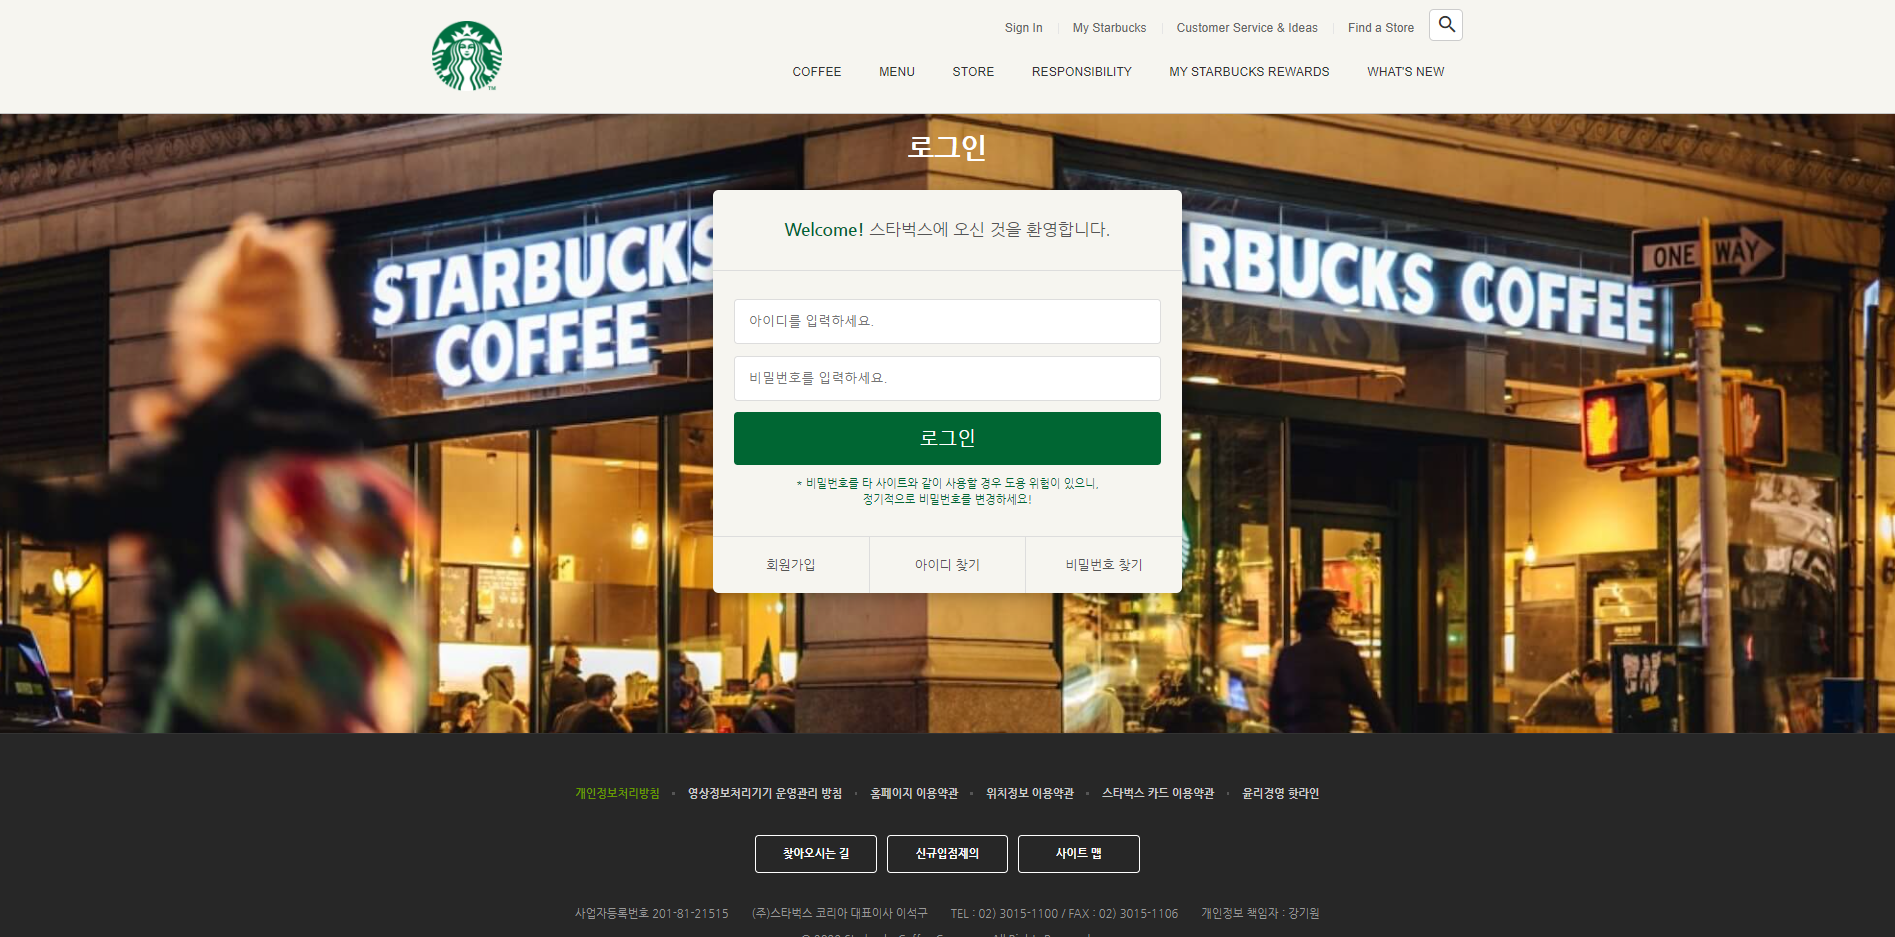 Sign In
My Starbucks
Customer Service & Ideas
Find a Store
COFFEE
MENU
STORE
RESPONSIBILITY
MY STARBUCKS REWARDS
WHAT'S NEW
TM
로그인
STARBUCKS
COFFEE
RBUCKS COFFEE
ONE WAY
Welcome! 스타벅스에 오신 것을 환영합니다.
아이디를 입력하세요.
비밀번호를 입력하세요.
로그인
* 비밀번호를 타 사이트와 같이 사용할 경우 도용 위험이 있으니,
정기적으로 비밀번호를 변경하세요!
회원가입
아이디 찾기
비밀번호 찾기
개인정보처리방침
영상정보처리기기 운영관리 방침
홈페이지 이용약관
위치정보 이용약관
스타벅스 카드 이용약관
윤리경영 핫라인
찾아오시는 길
신규입점제의
사이트 맵
사업자등록번호 201-81-21515
(주)스타벅스 코리아 대표이사 이석구
TEL : 02) 3015-1100 / FAX : 02) 3015-1106
개인정보 책임자 : 강기원